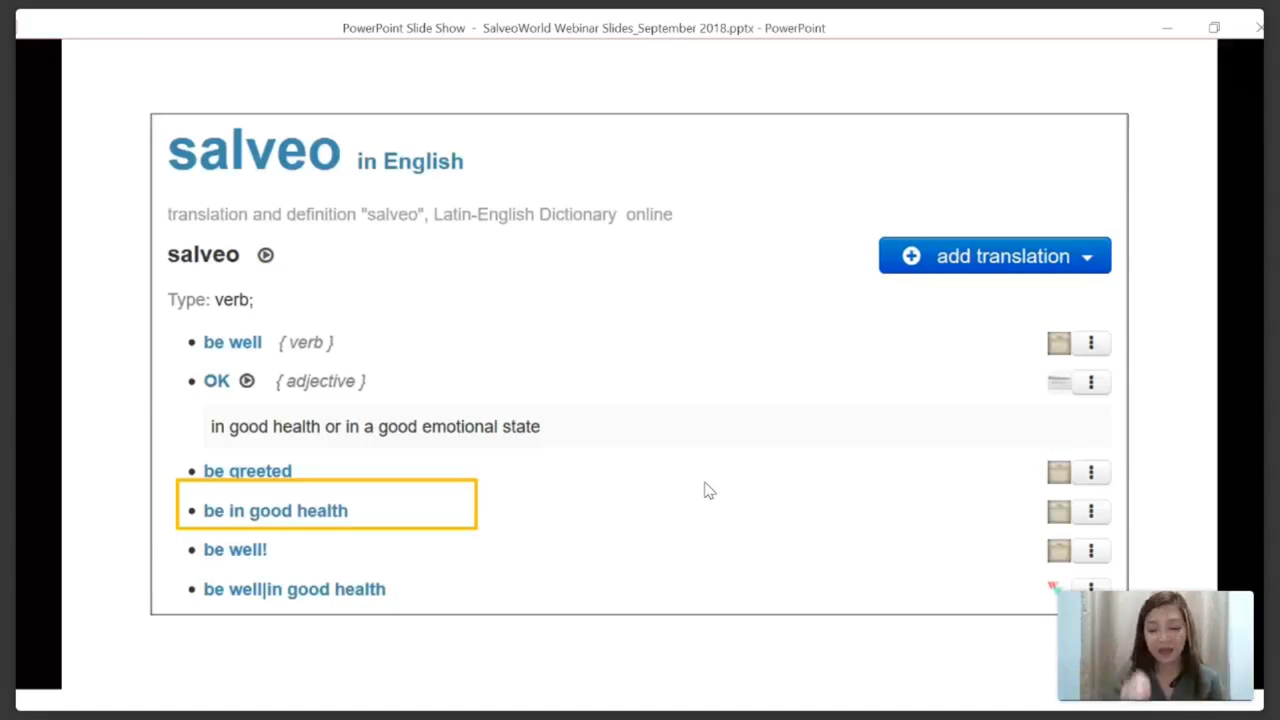 PowerPoint Slide Show - SalveoWorld Webinar Slides_September 2018.pptx - PowerPoint
salveo in English
translation and definition "salveo", Latin-English Dictionary online
salveo
add translation
Type: verb;
be well { verb }
OK { adjective }
in good health or in a good emotional state
be greeted
be in good health
be well!
be well|in good health